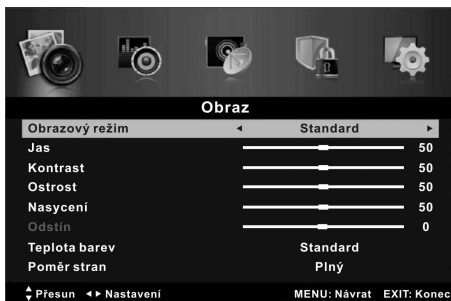 Obraz
Obrazový režim Standard
Jas 50
Kontrast 50
Ostrost 50
Nasycení 50
Odstín 0
Teplota barev Standard
Poměr stran Plný
Přesun Nastavení MENU: Návrat EXIT: Konec